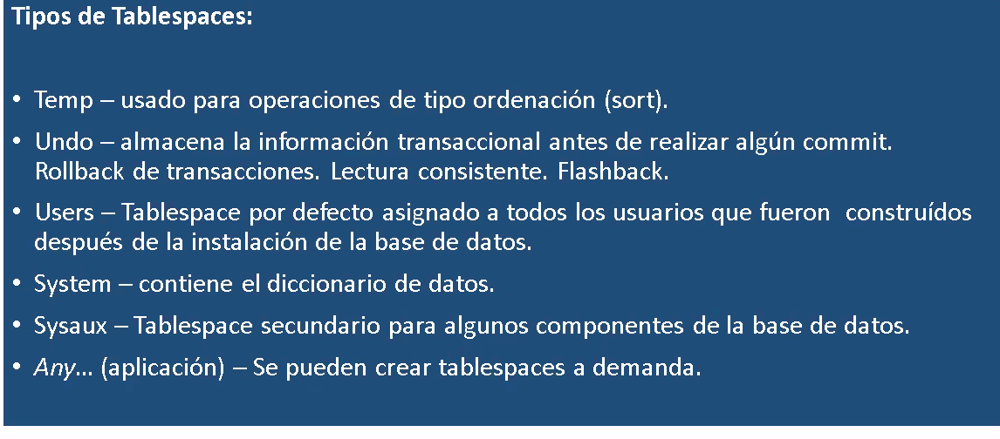 Tipos de Tablespaces:
• Temp – usado para operaciones de tipo ordenación (sort).
• Undo – almacena la información transaccional antes de realizar algún commit.
Rollback de transacciones. Lectura consistente. Flashback.
• Users – Tablespace por defecto asignado a todos los usuarios que fueron construídos
después de la instalación de la base de datos.
• System – contiene el diccionario de datos.
• Sysaux – Tablespace secundario para algunos componentes de la base de datos.
• Any... (aplicación) – Se pueden crear tablespaces a demanda.